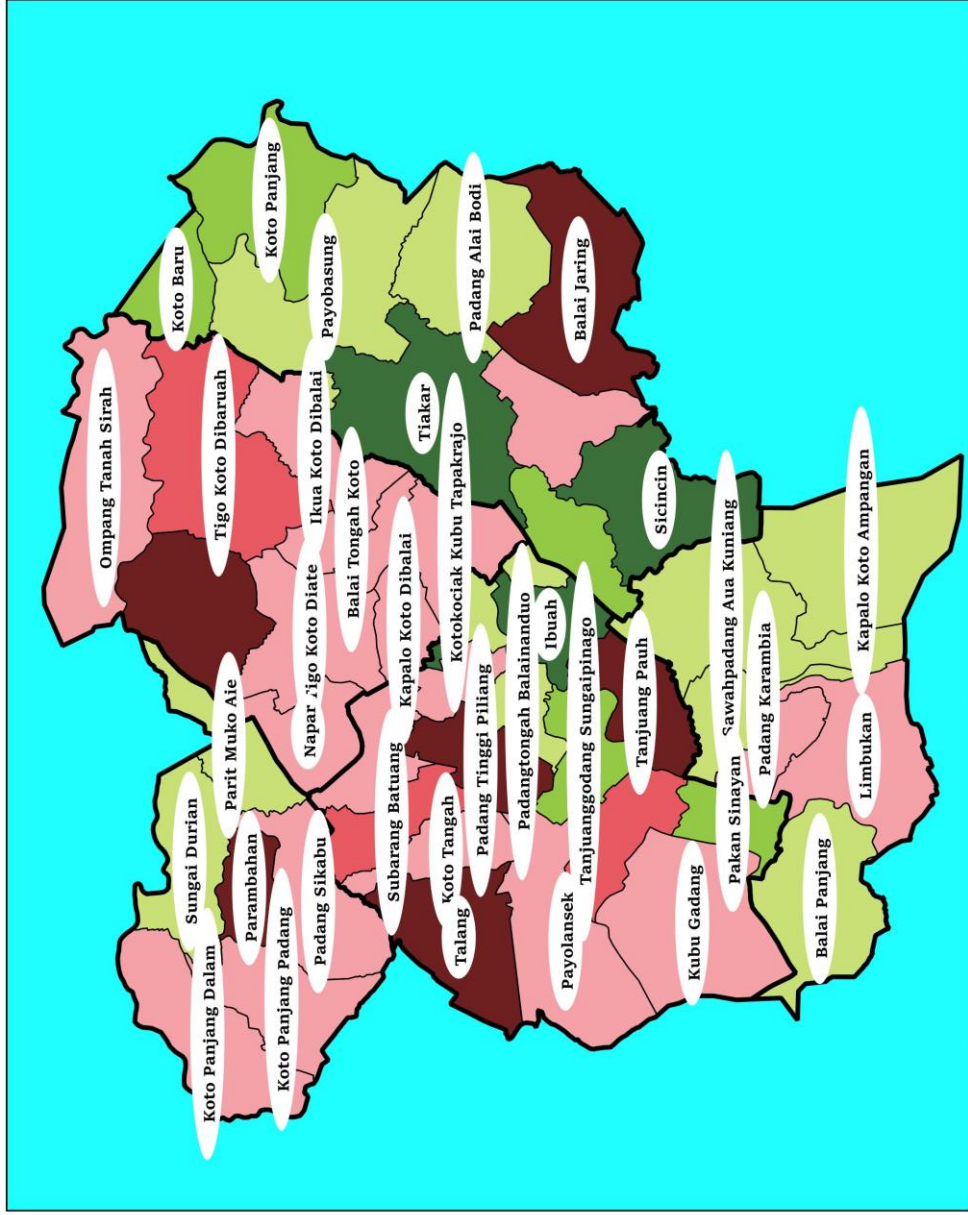 Ompang Tanah Sirah
Koto Baru
Sungai Durian
Koto Panjang Dalam
Tigo Koto Dibaruah
Parit Muko Aie
Parambahan
Koto Panjang
Koto Panjang Padang
Napar
Tigo Koto Diate
Ikua Koto Dibalai
Padang Sikabu
Payobasung
Balai Tongah Koto
Subarang Batuang
Kapalo Koto Dibalai
Tiakar
Koto Tangah
Kotokociak Kubu Tapakrajo
Talang
Padang Alai Bodi
Padang Tinggi Piliang
Padangtongah Balainanduo
Ibuah
Payolansek
Balai Jaring
Tanjuanggodang Sungaipinago
Tanjuang Pauh
Sicincin
Kubu Gadang
Sawahpadang Aua Kuniang
Pakan Sinayan
Padang Karambia
Balai Panjang
Kapalo Koto Ampangan
Limbukan